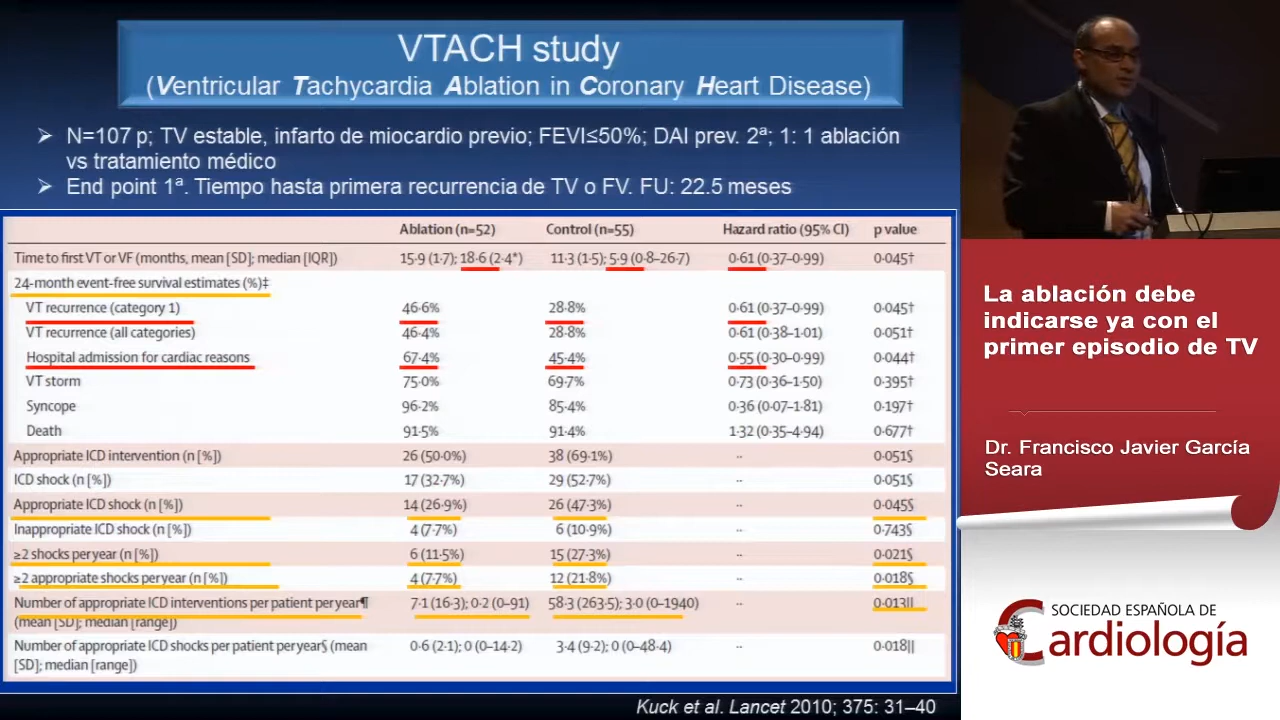 VTACH study
(Ventricular Tachycardia Ablation in Coronary Heart Disease)
➢ N=107 p; TV estable, infarto de miocardio previo; FEVI≤50%; DAI prev. 2ª; 1: 1 ablación
vs tratamiento médico
➢ End point 1ª. Tiempo hasta primera recurrencia de TV o FV. FU: 22.5 meses
Ablation (n=52) Control (n=55) Hazard ratio (95% CI) p value
Time to first VT or VF (months, mean [SD]; median [IQR]) 15·9 (1·7); 18·6 (2·4*) 11·3 (1·5); 5·9 (0·8–26·7) 0·61 (0·37–0·99) 0·045†
24-month event-free survival estimates (%)‡
VT recurrence (category 1) 46·6% 28·8% 0·61 (0·37–0·99) 0·045†
VT recurrence (all categories) 46·4% 28·8% 0·61 (0·38–1·01) 0·051†
Hospital admission for cardiac reasons 67·4% 45·4% 0·55 (0·30–0·99) 0·044†
VT storm 75·0% 69·7% 0·73 (0·36–1·50) 0·395†
Syncope 96·2% 85·4% 0·36 (0·07–1·81) 0·197†
Death 91·5% 91·4% 1·32 (0·35–4·94) 0·677†
Appropriate ICD intervention (n [%]) 26 (50·0%) 38 (69·1%) ·· 0·051§
ICD shock (n [%]) 17 (32·7%) 29 (52·7%) ·· 0·051§
Appropriate ICD shock (n [%]) 14 (26·9%) 26 (47·3%) ·· 0·045§
Inappropriate ICD shock (n [%]) 4 (7·7%) 6 (10·9%) ·· 0·743§
≥2 shocks per year (n [%]) 6 (11·5%) 15 (27·3%) ·· 0·021§
≥2 appropriate shocks per year (n [%]) 4 (7·7%) 12 (21·8%) ·· 0·018§
Number of appropriate ICD interventions per patient per year¶ 7·1 (16·3); 0·2 (0–91) 58·3 (263·5); 3·0 (0–1940) ·· 0·013||
(mean [SD]; median [range])
Number of appropriate ICD shocks per patient per year§ (mean 0·6 (2·1); 0 (0–14·2) 3·4 (9·2); 0 (0–48·4) ·· 0·018||
[SD]; median [range])
Kuck et al. Lancet 2010; 375: 31–40
La ablación debe
indicarse ya con el
primer episodio de TV
Dr. Francisco Javier García
Seara
SOCIEDAD ESPAÑOLA DE
Cardiología